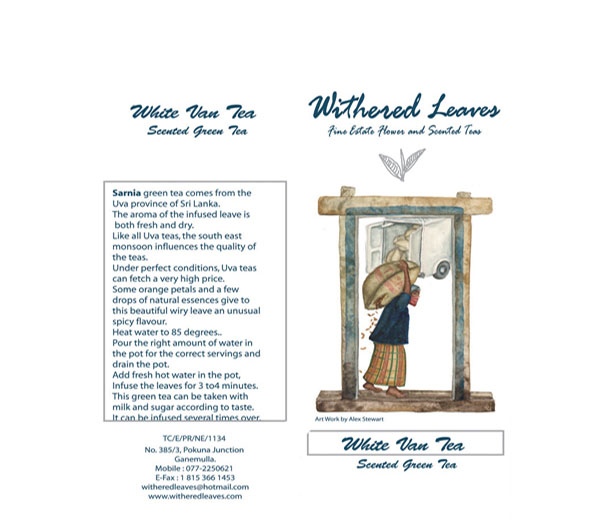 White Van Tea
Scented Green Tea
Sarnia green tea comes from the
Uva province of Sri Lanka.
The aroma of the infused leave is
both fresh and dry.
Like all Uva teas, the south east
monsoon influences the quality of
the teas.
Under perfect conditions, Uva teas
can fetch a very high price.
Some orange petals and a few
drops of natural essences give to
this beautiful wiry leave an unusual
spicy flavour.
Heat water to 85 degrees..
Pour the right amount of water in
the pot for the correct servings and
drain the pot.
Add fresh hot water in the pot,
Infuse the leaves for 3 to4 minutes.
This green tea can be taken with
milk and sugar according to taste.
It can be infused several times over.
TC/E/PR/NE/1134
No. 385/3, Pokuna Junction
Ganemulla.
Mobile : 077-2250621
E-Fax : 1 815 366 1453
witheredleaves@hotmail.com
www.witheredleaves.com
Withered Leaves
Fine Estate Flower and Scented Teas
Art Work by Alex Stewart
White Van Tea
Scented Green Tea